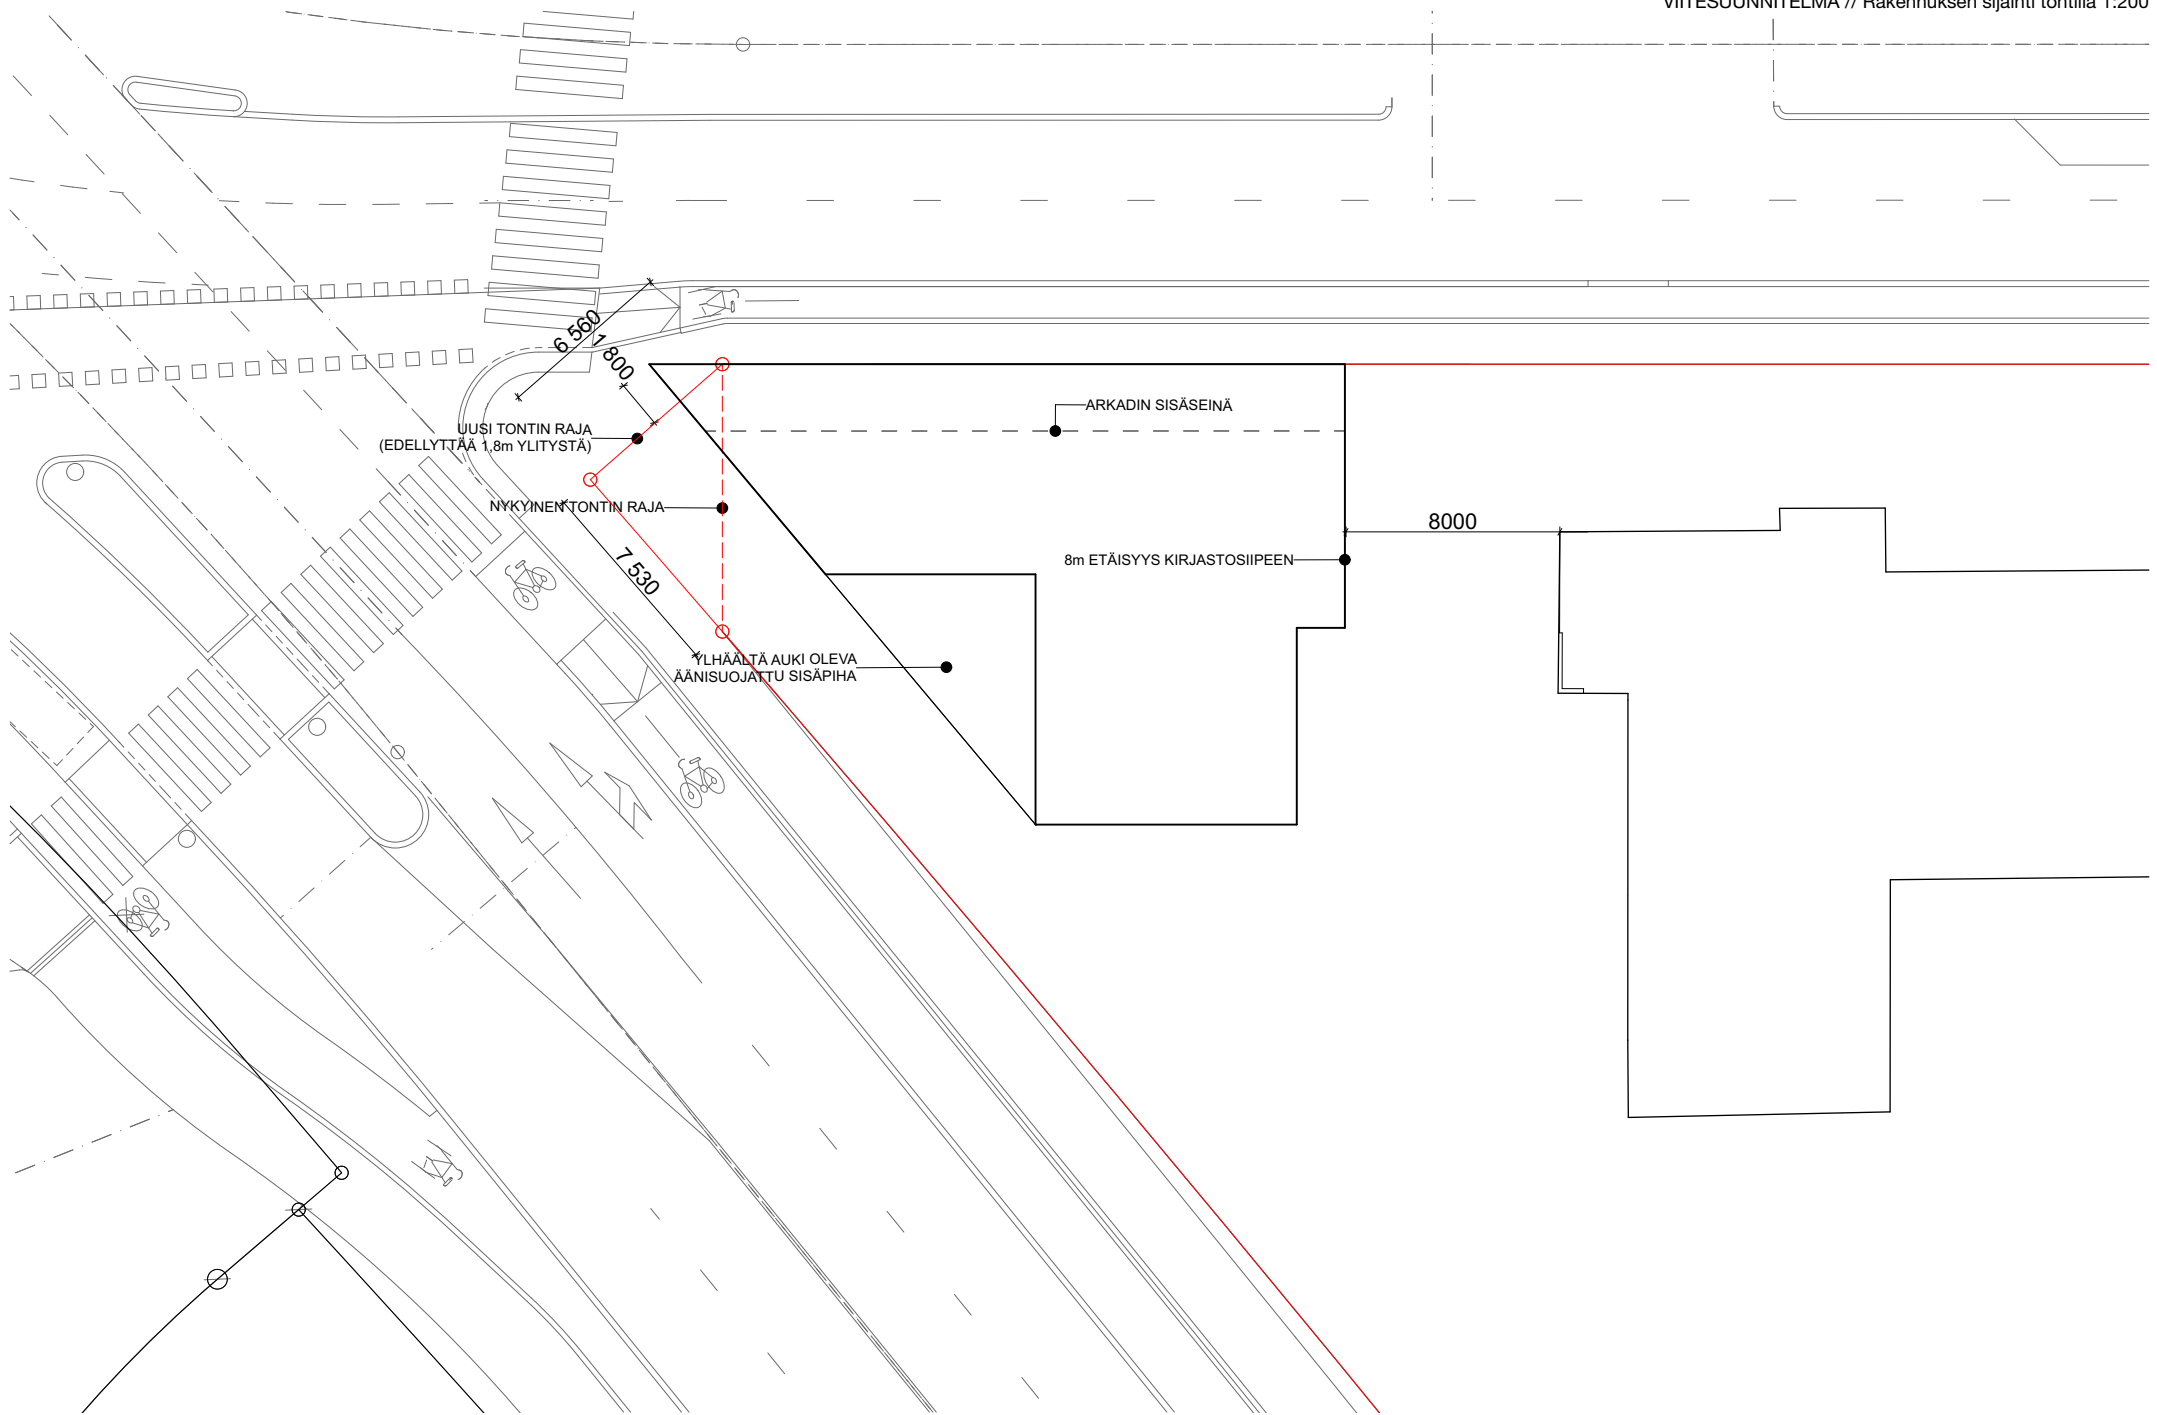 VIITESUUNNITELMA // Rakennuksen sijainti tontilla 1:200
6 560
1 800
ARKADIN SISÄSEINÄ
UUSI TONTIN RAJA
(EDELLYTTÄÄ 1,8m YLITYSTÄ)
NYKYINEN TONTIN RAJA
8000
8m ETÄISYYS KIRJASTOSIIPEEN
7 530
YLHÄÄLTÄ AUKI OLEVA
ÄÄNISUOJATTU SISÄPIHA